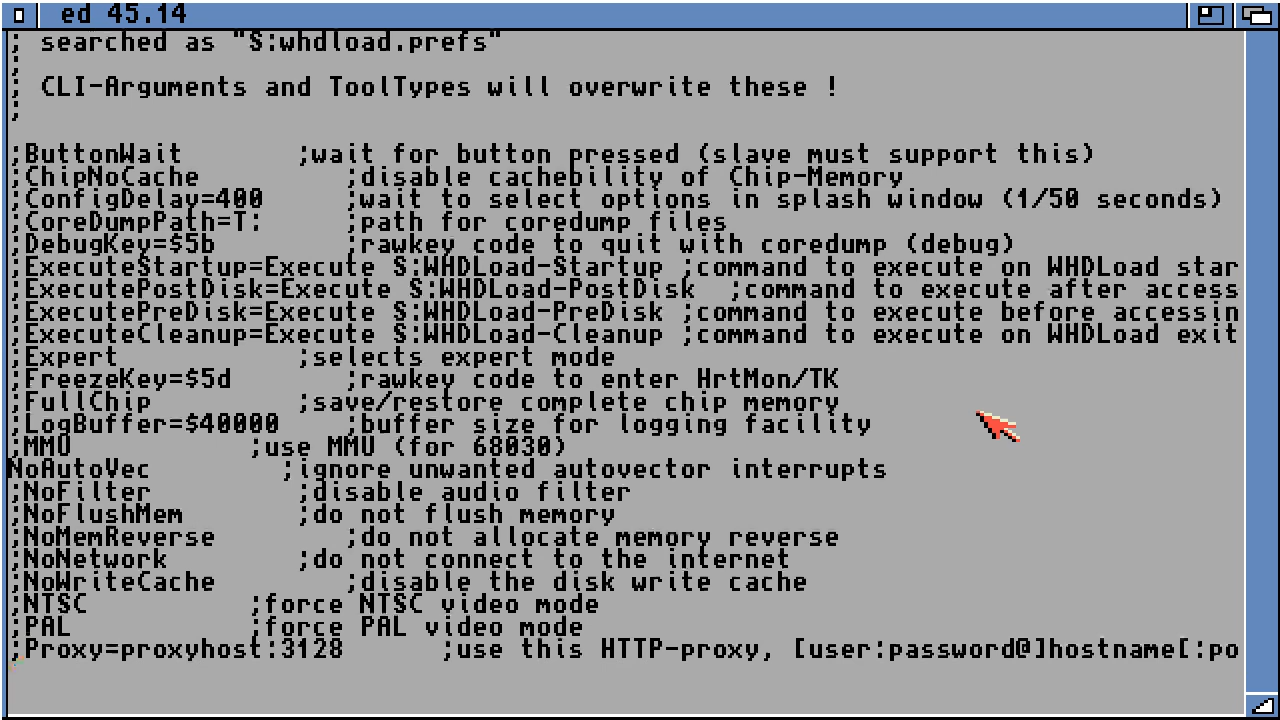 ed 45.14
; searched as "S:whdload.prefs"
;
; CLI-Arguments and ToolTypes will overwrite these !
;
;ButtonWait ;wait for button pressed (slave must support this)
;ChipNoCache ;disable cachebility of Chip-Memory
;ConfigDelay=400 ;wait to select options in splash window (1/50 seconds)
;CoreDumpPath=T: ;path for coredump files
;DebugKey=$5b ;rawkey code to quit with coredump (debug)
;ExecuteStartup=Execute S:WHDLoad-Startup ;command to execute on WHDLoad star
;ExecutePostDisk=Execute S:WHDLoad-PostDisk ;command to execute after access
;ExecutePreDisk=Execute S:WHDLoad-PreDisk ;command to execute before accessin
;ExecuteCleanup=Execute S:WHDLoad-Cleanup ;command to execute on WHDLoad exit
;Expert ;selects expert mode
;FreezeKey=$5d ;rawkey code to enter HrtMon/TK
;FullChip ;save/restore complete chip memory
;LogBuffer=$40000 ;buffer size for logging facility
;MMU ;use MMU (for 68030)
NoAutoVec ;ignore unwanted autovector interrupts
;NoFilter ;disable audio filter
;NoFlushMem ;do not flush memory
;NoMemReverse ;do not allocate memory reverse
;NoNetwork ;do not connect to the internet
;NoWriteCache ;disable the disk write cache
;NTSC ;force NTSC video mode
;PAL ;force PAL video mode
;Proxy=proxyhost:3128 ;use this HTTP-proxy, [user:password@]hostname[:po